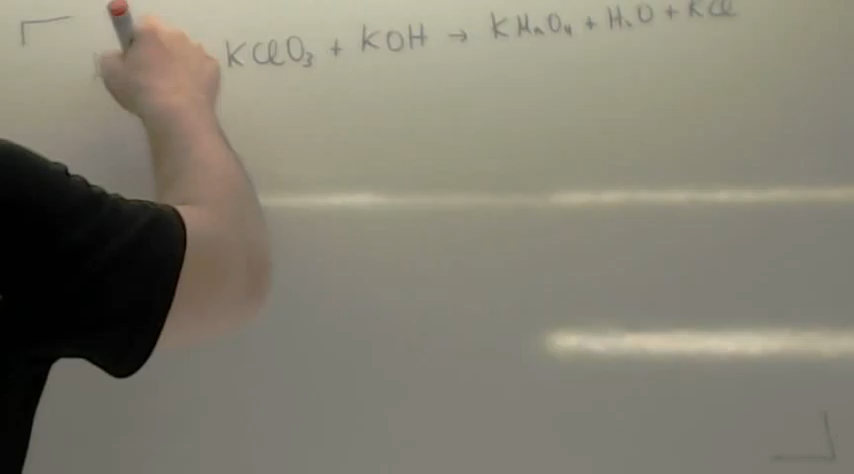 KClO₃ + KOH → KMnO₄ + H₂O + KCl